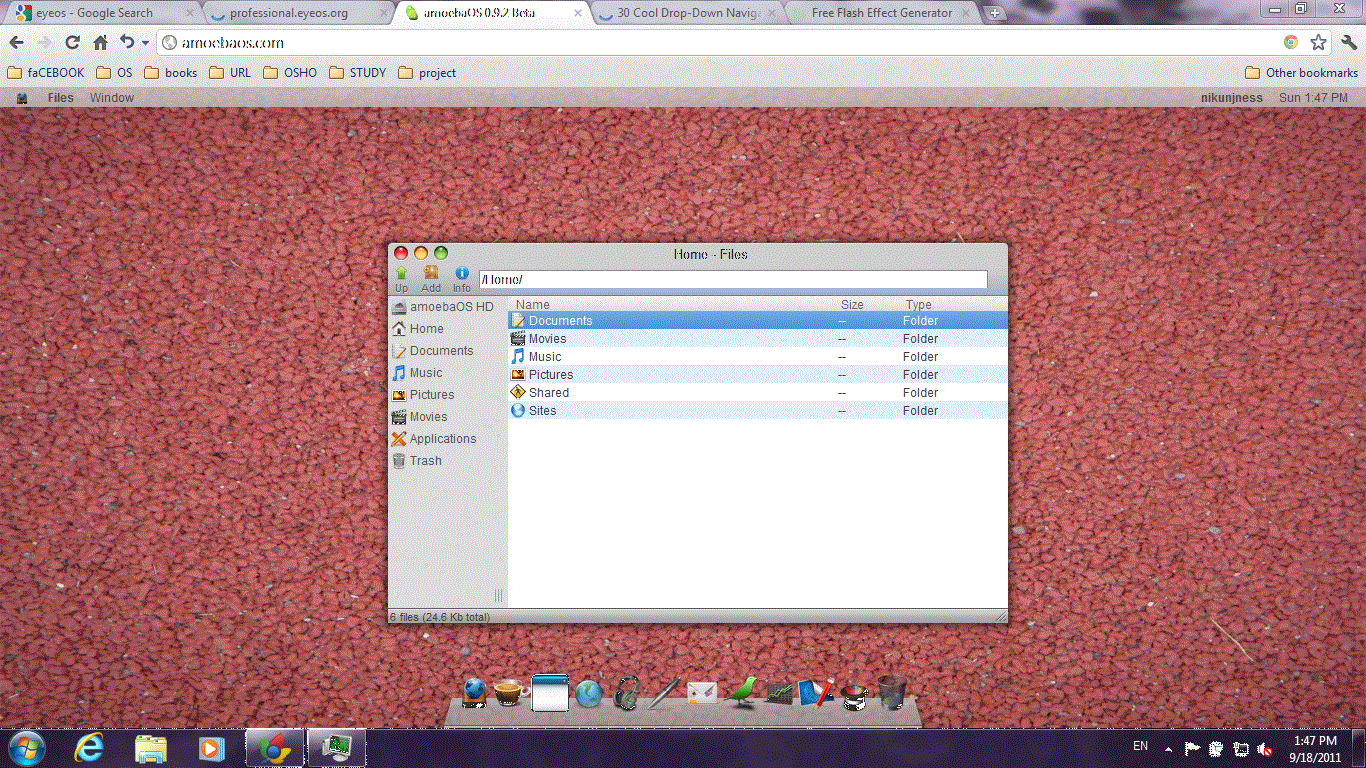 eyeos - Google Search professional.eyeos.org amoebaOS 0.9.2 Beta 30 Cool Drop-Down Navig Free Flash Effect Generator
amoebaos.com
faCEBOOK OS books URL OSHO STUDY project Other bookmarks
Files Window nikunjness Sun 1:47 PM
Home - Files
/Home/
Up Add Info
amoebaOS HD
Home
Documents
Music
Pictures
Movies
Applications
Trash
Name Size Type
Documents -- Folder
Movies -- Folder
Music -- Folder
Pictures -- Folder
Shared -- Folder
Sites -- Folder
6 files (24.6 Kb total)
EN
1:47 PM
9/18/2011